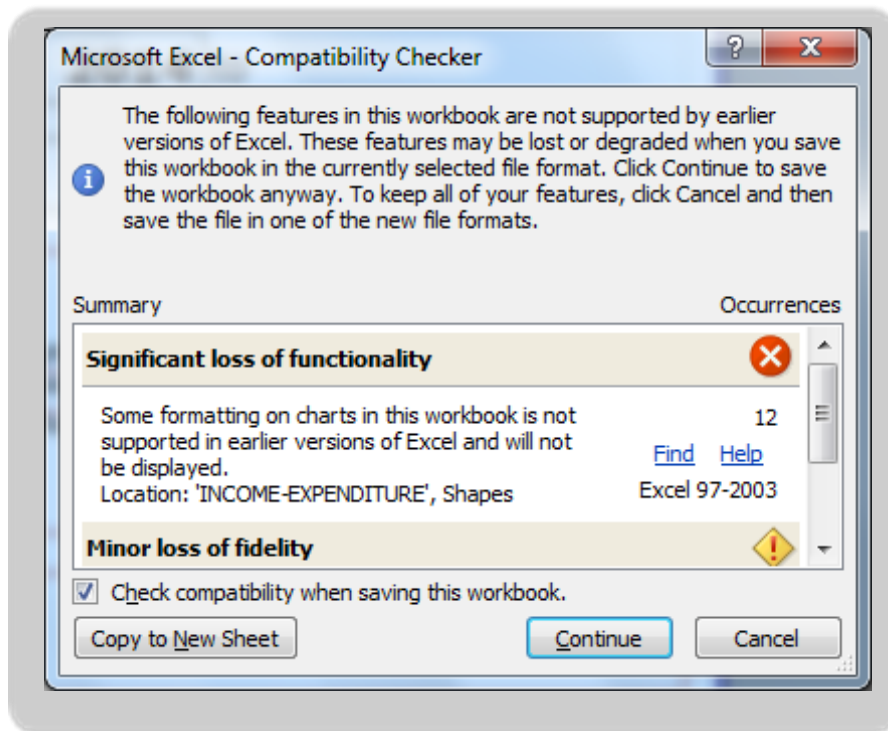 Microsoft Excel - Compatibility Checker
The following features in this workbook are not supported by earlier
versions of Excel. These features may be lost or degraded when you save
this workbook in the currently selected file format. Click Continue to save
the workbook anyway. To keep all of your features, click Cancel and then
save the file in one of the new file formats.
Summary Occurrences
Significant loss of functionality
Some formatting on charts in this workbook is not 12
supported in earlier versions of Excel and will not
be displayed. Find Help
Location: 'INCOME-EXPENDITURE', Shapes Excel 97-2003
Minor loss of fidelity
Check compatibility when saving this workbook.
Copy to New Sheet Continue Cancel